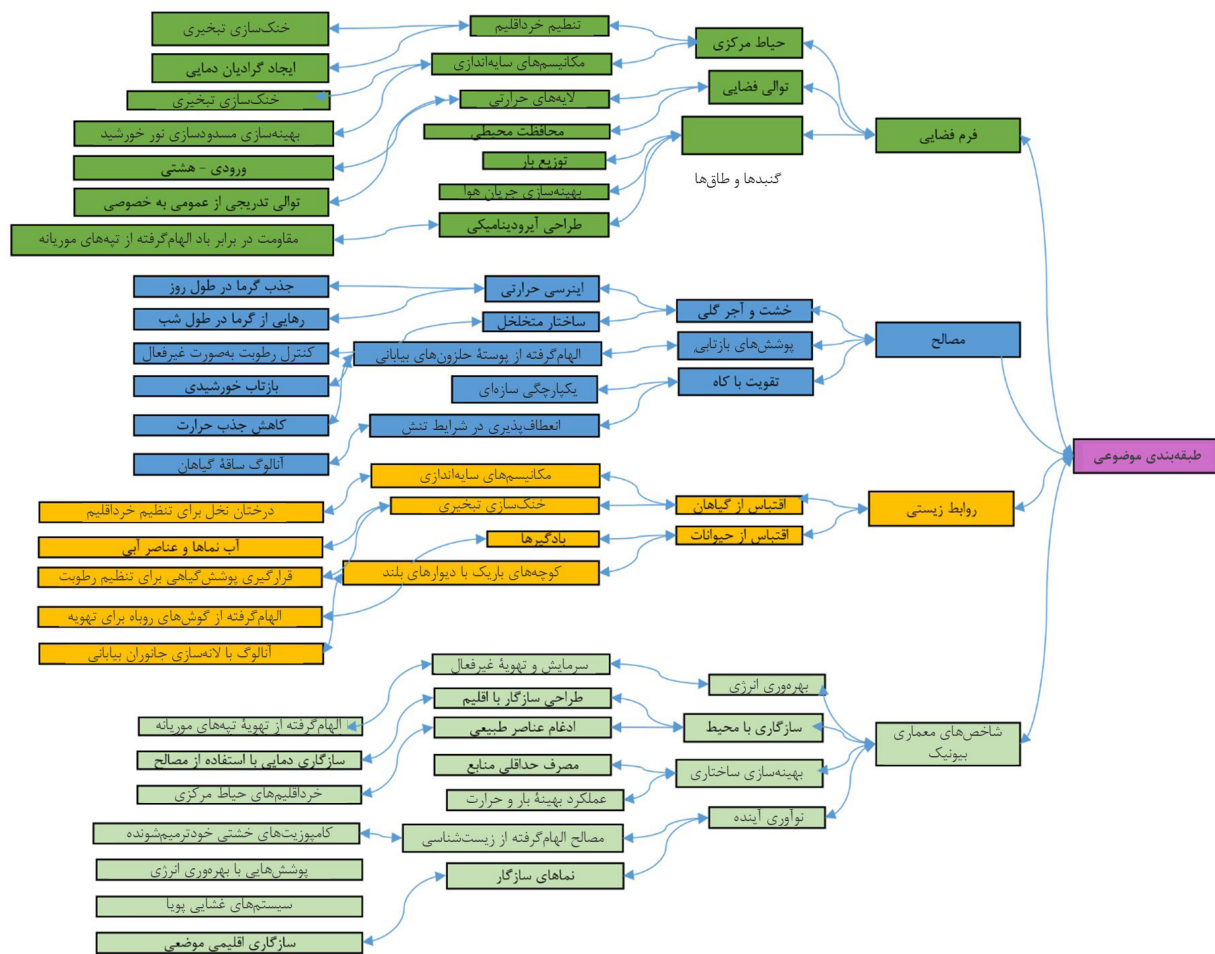 طبقه‌بندی موضوعی
فرم فضایی
حیاط مرکزی
تنظیم خرداقلیم
خنک‌سازی تبخیری
ایجاد گرادیان دمایی
مکانیسم‌های سایه‌اندازی
خنک‌سازی تبخیری
بهینه‌سازی مسدودسازی نور خورشید
توالی فضایی
لایه‌های حرارتی
ورودی - هشتی
توالی تدریجی از عمومی به خصوصی
محافظت محیطی
گنبدها و طاق‌ها
توزیع بار
بهینه‌سازی جریان هوا
طراحی آیرودینامیکی
مقاومت در برابر باد الهام‌گرفته از تپه‌های موریانه
مصالح
خشت و آجر گلی
اینرسی حرارتی
جذب گرما در طول روز
رهایی از گرما در طول شب
ساختار متخلخل
کنترل رطوبت به‌صورت غیرفعال
پوشش‌های بازتابی
الهام‌گرفته از پوستۀ حلزون‌های بیابانی
بازتاب خورشیدی
کاهش جذب حرارت
تقویت با کاه
یکپارچگی سازه‌ای
انعطاف‌پذیری در شرایط تنش
آنالوگ ساقۀ گیاهان
روابط زیستی
اقتباس از گیاهان
مکانیسم‌های سایه‌اندازی
درختان نخل برای تنظیم خرداقلیم
خنک‌سازی تبخیری
آب نماها و عناصر آبی
قرارگیری پوشش‌گیاهی برای تنظیم رطوبت
اقتباس از حیوانات
بادگیرها
الهام‌گرفته از گوش‌های روباه برای تهویه
کوچه‌های باریک با دیوارهای بلند
آنالوگ با لانه‌سازی جانوران بیابانی
شاخص‌های معماری
بیونیک
بهره‌وری انرژی
سرمایش و تهویۀ غیرفعال
الهام‌گرفته از تهویۀ تپه‌های موریانه
سازگاری با محیط
طراحی سازگار با اقلیم
سازگاری دمایی با استفاده از مصالح
ادغام عناصر طبیعی
خرداقلیم‌های حیاط مرکزی
بهینه‌سازی ساختاری
مصرف حداقلی منابع
عملکرد بهینۀ بار و حرارت
نوآوری آینده
مصالح الهام‌گرفته از زیست‌شناسی
کامپوزیت‌های خشتی خودترمیم‌شونده
پوشش‌هایی با بهره‌وری انرژی
نماهای سازگار
سیستم‌های غشایی پویا
سازگاری اقلیمی موضعی